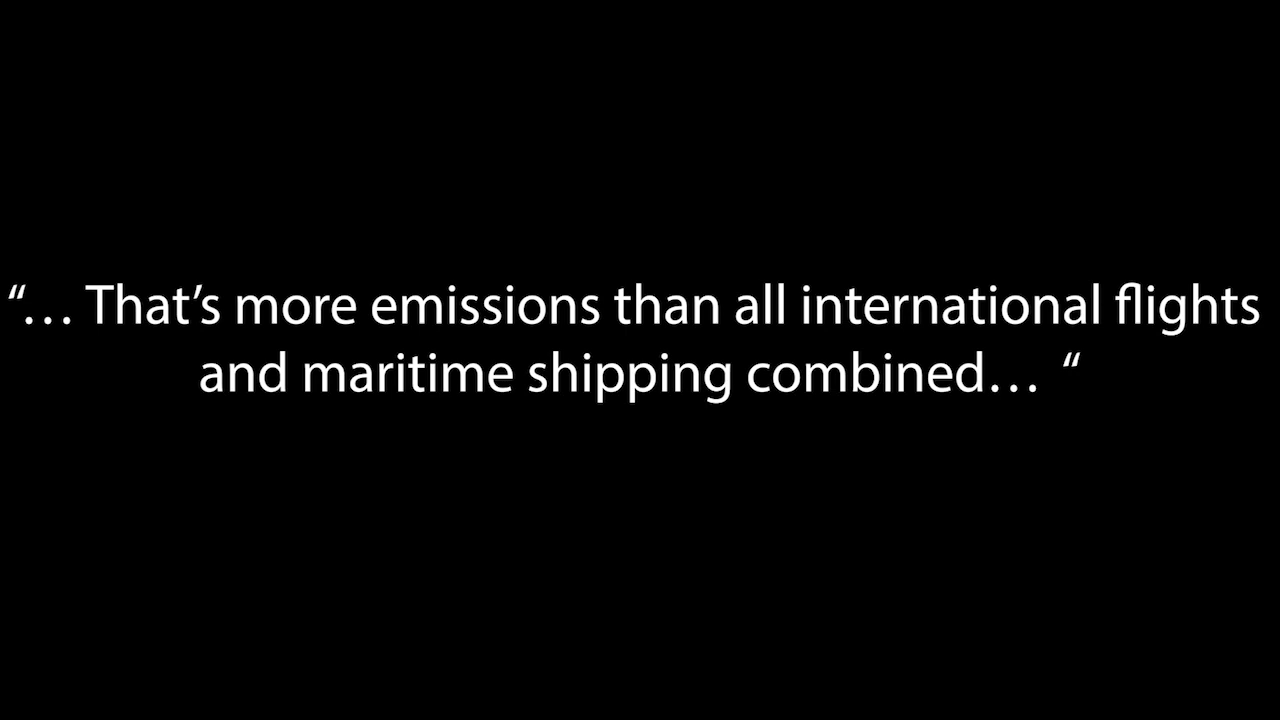 “… That’s more emissions than all international flights
and maritime shipping combined… “